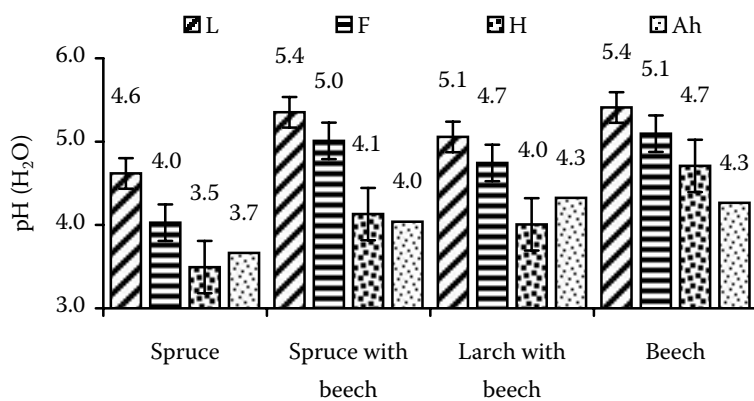 L F H Ah
pH (H₂O)
6.0
5.0
4.0
3.0
4.6 4.0 3.5 3.7
5.4 5.0 4.1 4.0
5.1 4.7 4.0 4.3
5.4 5.1 4.7 4.3
Spruce
Spruce with
beech
Larch with
beech
Beech